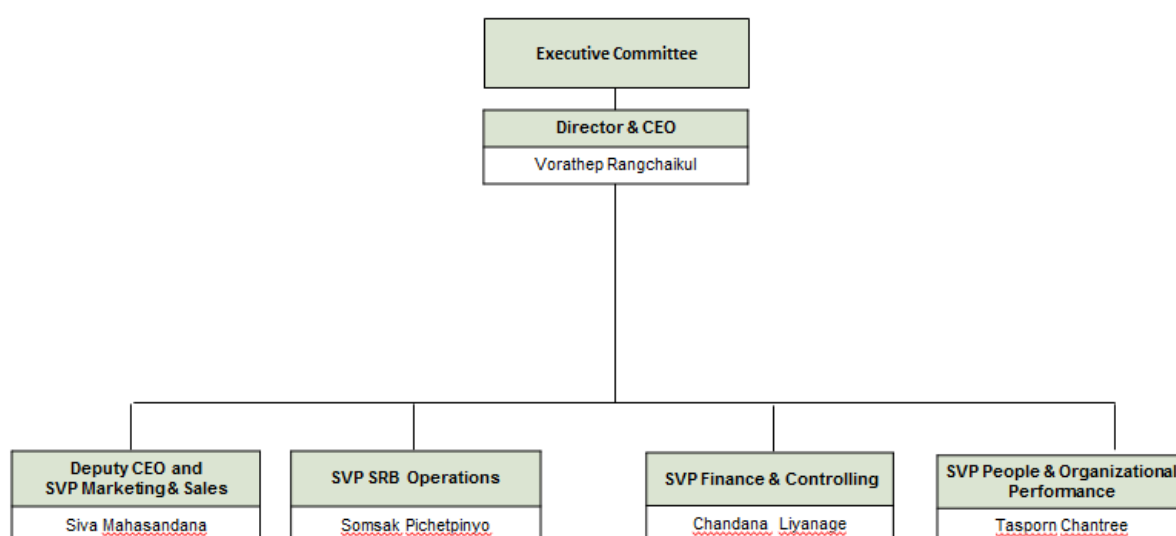 Executive Committee
Director & CEO
Vorathep Rangchaikul
Deputy CEO and
SVP Marketing & Sales
Siva Mahasandana
SVP SRB Operations
Somsak Pichetpinyo
SVP Finance & Controlling
Chandana Liyanage
SVP People & Organizational
Performance
Tasporn Chantree